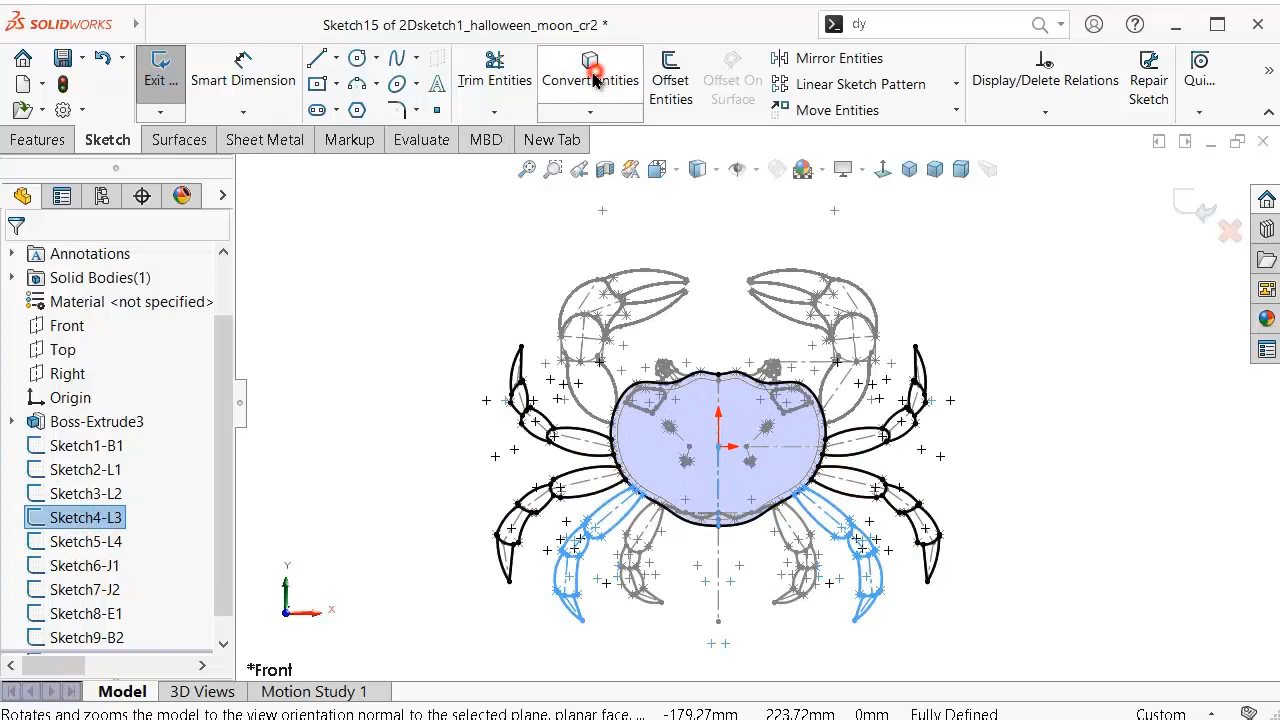 SOLIDWORKS
Sketch15 of 2Dsketch1_halloween_moon_cr2 *
dy
Exit ...
Smart Dimension
Trim Entities
Convert Entities
Offset Entities
Offset On Surface
Mirror Entities
Linear Sketch Pattern
Move Entities
Display/Delete Relations
Repair Sketch
Qui...
Features
Sketch
Surfaces
Sheet Metal
Markup
Evaluate
MBD
New Tab
Annotations
Solid Bodies(1)
Material <not specified>
Front
Top
Right
Origin
Boss-Extrude3
Sketch1-B1
Sketch2-L1
Sketch3-L2
Sketch4-L3
Sketch5-L4
Sketch6-J1
Sketch7-J2
Sketch8-E1
Sketch9-B2
Y
X
*Front
Model
3D Views
Motion Study 1
Rotates and zooms the model to the view orientation normal to the selected plane, planar face, ...
-179.27mm
223.72mm
0mm
Fully Defined
Custom